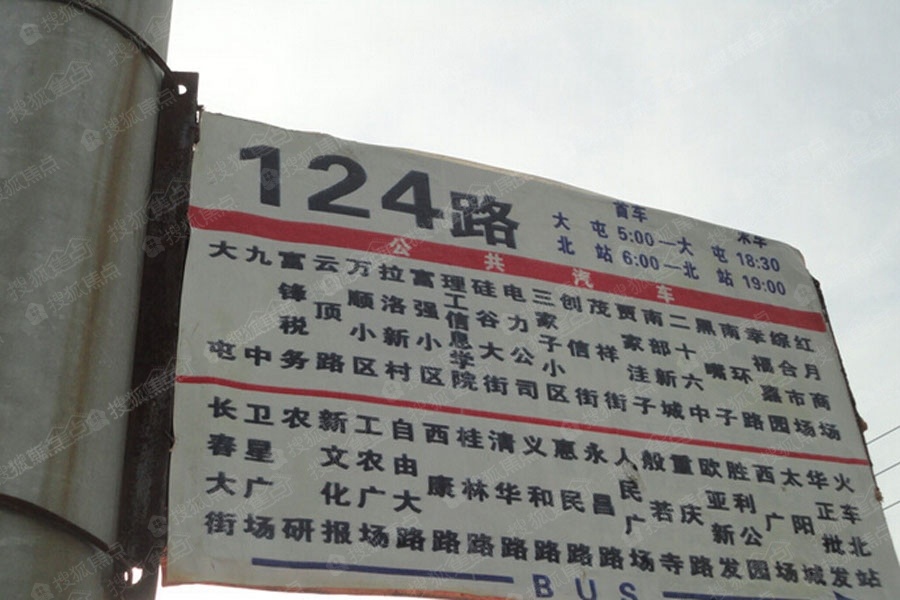 124路
首车 末车
大屯 5:00—大屯 18:30
北站 6:00—北站 19:00
公共汽车
大屯
九中
富锋税务
云顶路
万顺小区
拉洛新村
富强小区
理工信息学院
硅谷大街
电力公司
三家子小区
创信街
茂祥街
贾家洼子
南部新城
二十六中
黑嘴子
南环路
幸福鑫园
综合市场
红月商场
长春大街
卫星广场
农研
新文化报
工农广场
自由大路
西康路
桂林路
清华路
义和路
惠民路
永昌路
人民广场
般若寺
重庆路
欧亚新发
胜利公园
西广场
太阳城
华正批发
火车北站
BUS